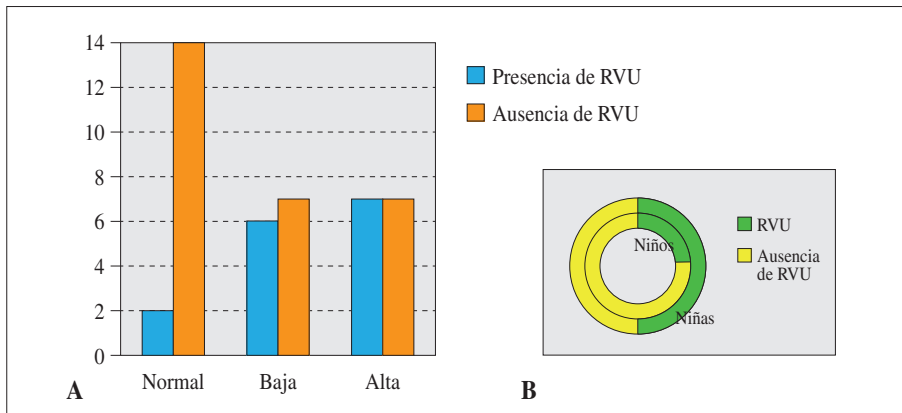 14
12
10
8
6
4
2
0
Normal
Baja
Alta
A
Presencia de RVU
Ausencia de RVU
Niños
Niñas
RVU
Ausencia
de RVU
B